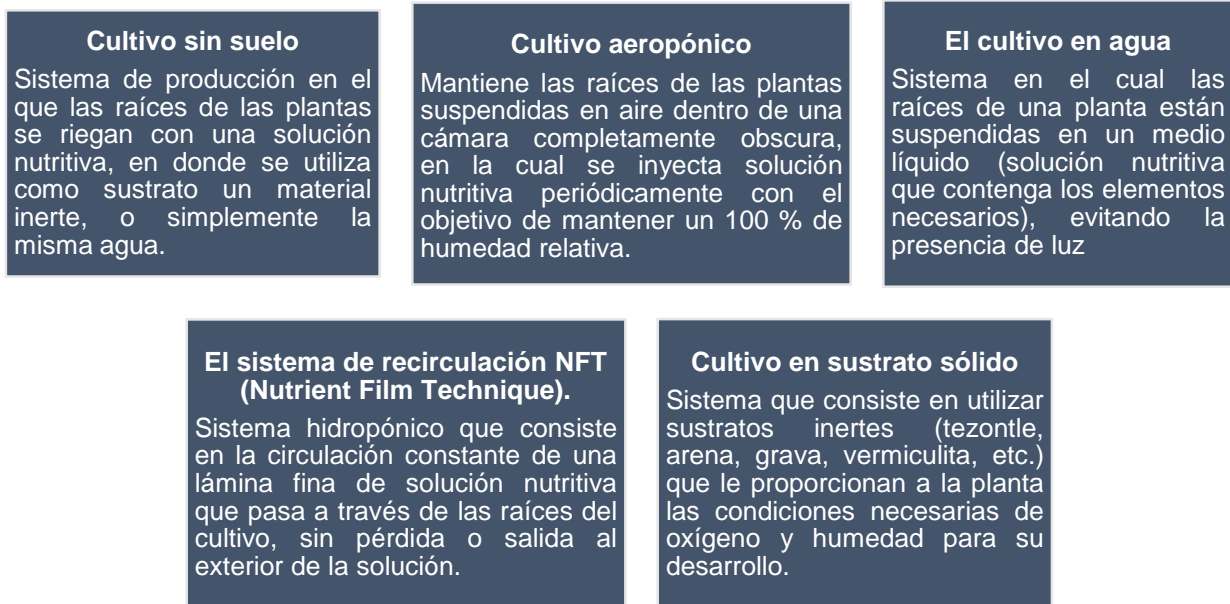 Cultivo sin suelo
Sistema de producción en el
que las raíces de las plantas
se riegan con una solución
nutritiva, en donde se utiliza
como sustrato un material
inerte, o simplemente la
misma agua.
Cultivo aeropónico
Mantiene las raíces de las plantas
suspendidas en aire dentro de una
cámara completamente obscura,
en la cual se inyecta solución
nutritiva periódicamente con el
objetivo de mantener un 100 % de
humedad relativa.
El cultivo en agua
Sistema en el cual las
raíces de una planta están
suspendidas en un medio
líquido (solución nutritiva
que contenga los elementos
necesarios), evitando la
presencia de luz
El sistema de recirculación NFT
(Nutrient Film Technique).
Sistema hidropónico que consiste
en la circulación constante de una
lámina fina de solución nutritiva
que pasa a través de las raíces del
cultivo, sin pérdida o salida al
exterior de la solución.
Cultivo en sustrato sólido
Sistema que consiste en utilizar
sustratos inertes (tezontle,
arena, grava, vermiculita, etc.)
que le proporcionan a la planta
las condiciones necesarias de
oxígeno y humedad para su
desarrollo.